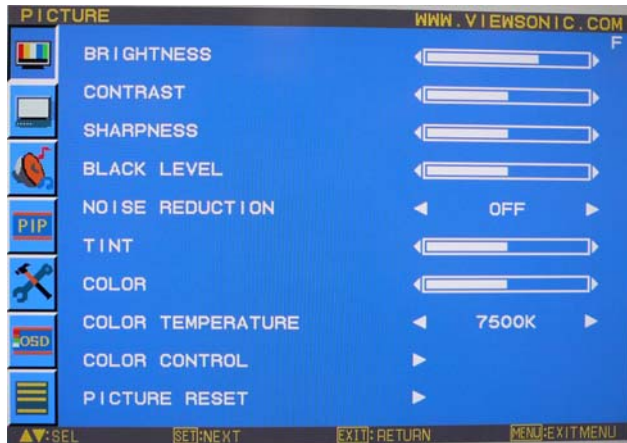 PICTURE WWW.VIEWSONIC.COM
F
BRIGHTNESS
CONTRAST
SHARPNESS
BLACK LEVEL
NOISE REDUCTION OFF
PIP
TINT
COLOR
COLOR TEMPERATURE 7500K
OSD
COLOR CONTROL
PICTURE RESET
▲▼:SEL SET:NEXT EXIT:RETURN MENU:EXITMENU